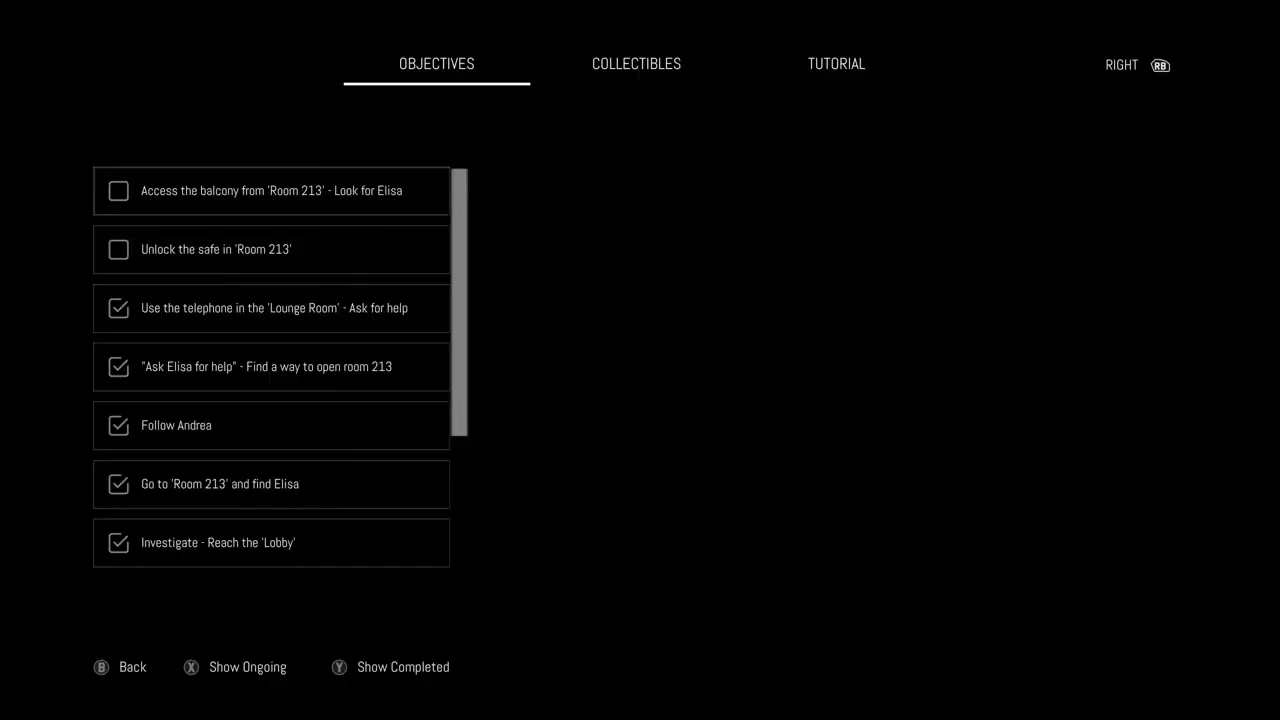 OBJECTIVES
COLLECTIBLES
TUTORIAL
RIGHT RB
Access the balcony from 'Room 213' - Look for Elisa
Unlock the safe in 'Room 213'
Use the telephone in the 'Lounge Room' - Ask for help
"Ask Elisa for help" - Find a way to open room 213
Follow Andrea
Go to 'Room 213' and find Elisa
Investigate - Reach the 'Lobby'
B Back
X Show Ongoing
Y Show Completed